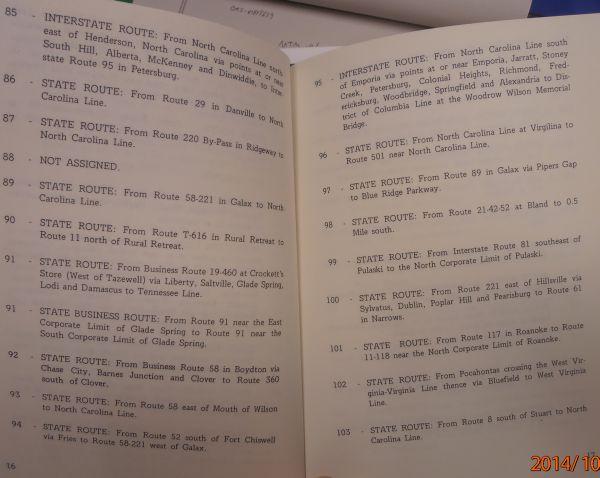 85 - INTERSTATE ROUTE: From North Carolina Line north
east of Henderson, North Carolina via points at or near
South Hill, Alberta, McKenney and Dinwiddie, to Inter-
state Route 95 in Petersburg.
86 - STATE ROUTE: From Route 29 in Danville to North
Carolina Line.
87 - STATE ROUTE: From Route 220 By-Pass in Ridgeway to
North Carolina Line.
88 - NOT ASSIGNED.
89 - STATE ROUTE: From Route 58-221 in Galax to North
Carolina Line.
90 - STATE ROUTE: From Route T-616 in Rural Retreat to
Route 11 north of Rural Retreat.
91 - STATE ROUTE: From Business Route 19-460 at Crockett's
Store (West of Tazewell) via Liberty, Saltville, Glade Spring,
Lodi and Damascus to Tennessee Line.
91 - STATE BUSINESS ROUTE: From Route 91 near the East
Corporate Limit of Glade Spring to Route 91 near the
South Corporate Limit of Glade Spring.
92 - STATE ROUTE: From Business Route 58 in Boydton via
Chase City, Barnes Junction and Clover to Route 360
south of Clover.
93 - STATE ROUTE: From Route 58 east of Mouth of Wilson
to North Carolina Line.
94 - STATE ROUTE: From Route 52 south of Fort Chiswell
via Fries to Route 58-221 west of Galax.
16
95 - INTERSTATE ROUTE: From North Carolina Line south
of Emporia via points at or near Emporia, Jarratt, Stoney
Creek, Petersburg, Colonial Heights, Richmond, Fred-
ericksburg, Woodbridge, Springfield and Alexandria to Dis-
trict of Columbia Line at the Woodrow Wilson Memorial
Bridge.
96 - STATE ROUTE: From North Carolina Line at Virgilina to
Route 501 near North Carolina Line.
97 - STATE ROUTE: From Route 89 in Galax via Pipers Gap
to Blue Ridge Parkway.
98 - STATE ROUTE: From Route 21-42-52 at Bland to 0.5
Mile south.
99 - STATE ROUTE: From Interstate Route 81 southeast of
Pulaski to the North Corporate Limit of Pulaski.
100 - STATE ROUTE: From Route 221 east of Hillsville via
Sylvatus, Dublin, Poplar Hill and Pearisburg to Route 61
in Narrows.
101 - STATE ROUTE: From Route 117 in Roanoke to Route
11-118 near the North Corporate Limit of Roanoke.
102 - STATE ROUTE: From Pocahontas crossing the West Vir-
ginia-Virginia Line thence via Bluefield to West Virginia
Line.
103 - STATE ROUTE: From Route 8 south of Stuart to North
Carolina Line.
17
2014/10